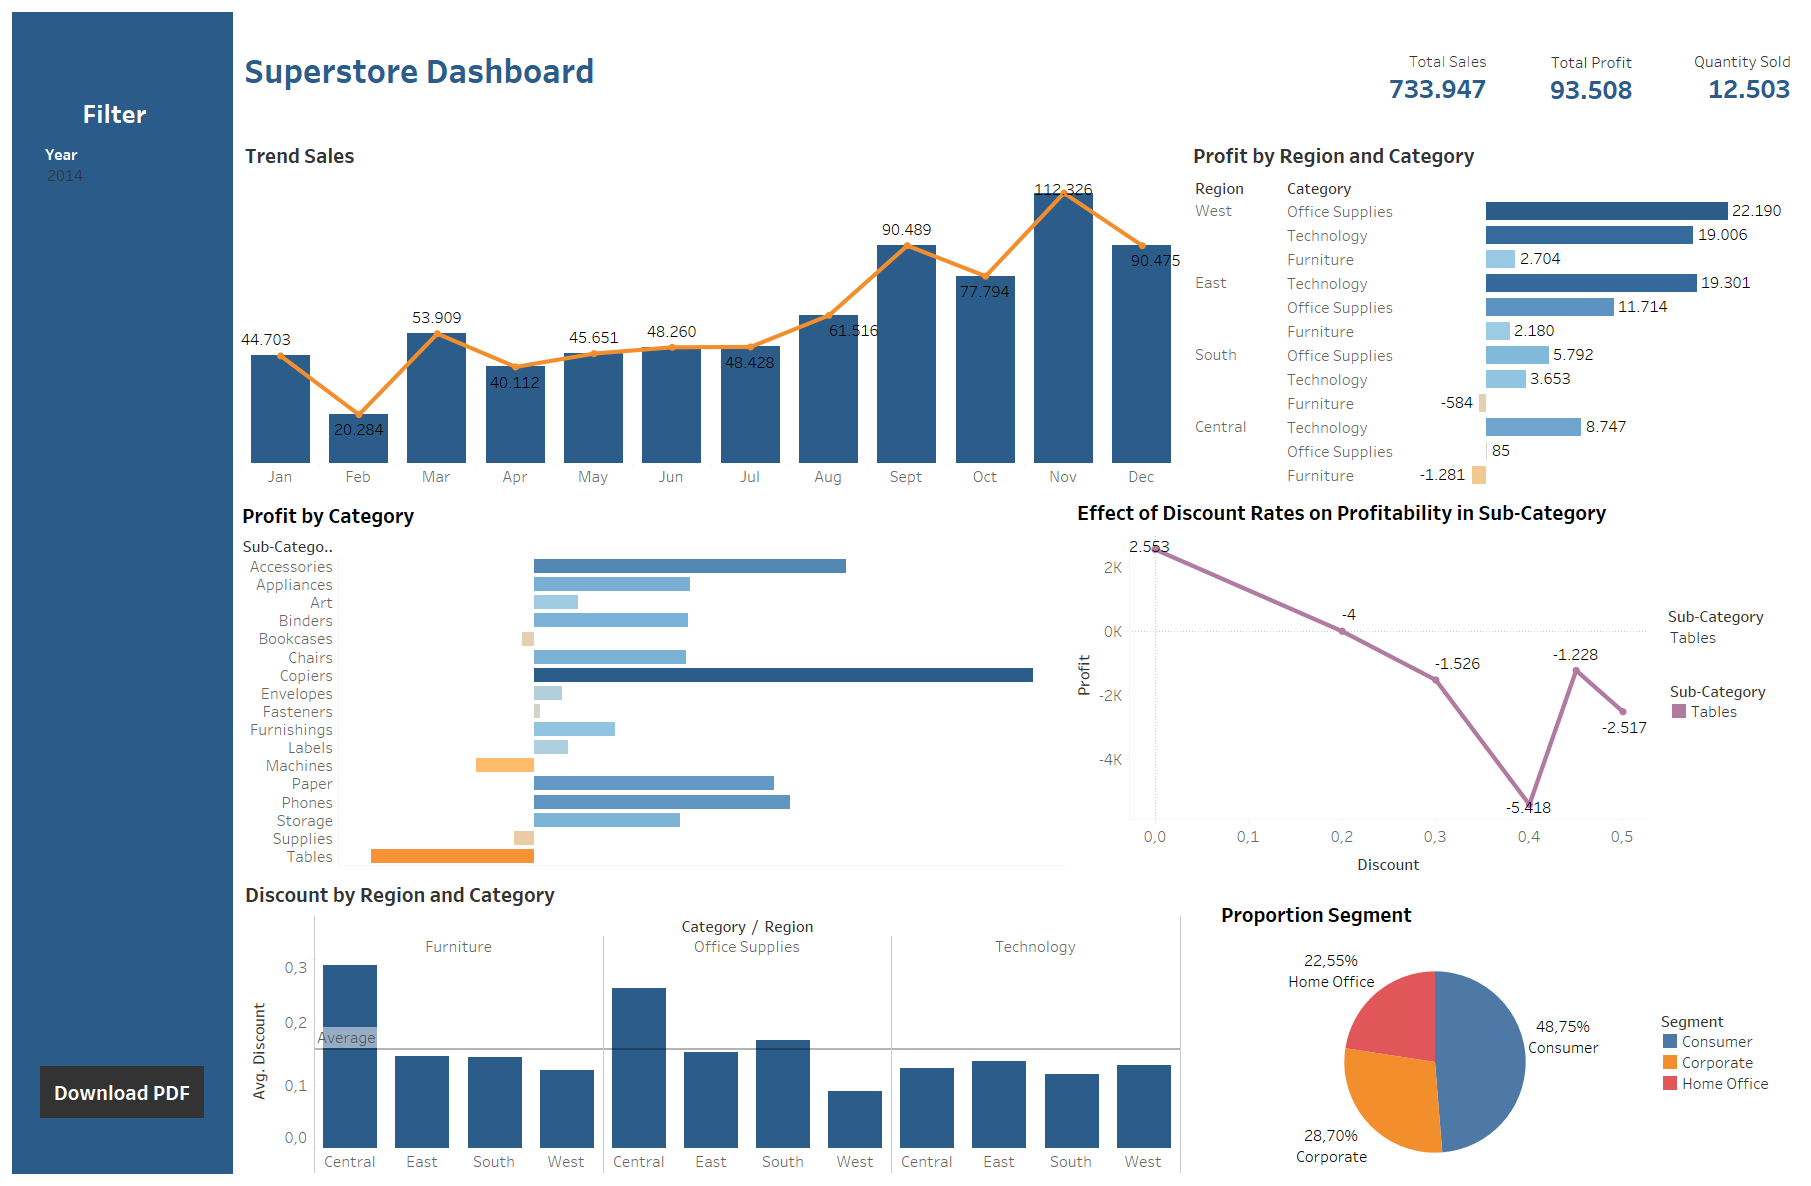 Filter
Year
2014
Download PDF
Superstore Dashboard
Total Sales
733.947
Total Profit
93.508
Quantity Sold
12.503
Trend Sales
44.703
20.284
53.909
40.112
45.651
48.260
48.428
61.516
90.489
77.794
112.326
90.475
Jan Feb Mar Apr May Jun Jul Aug Sept Oct Nov Dec
Profit by Region and Category
Region Category
West Office Supplies 22.190
Technology 19.006
Furniture 2.704
East Technology 19.301
Office Supplies 11.714
Furniture 2.180
South Office Supplies 5.792
Technology 3.653
Furniture -584
Central Technology 8.747
Office Supplies 85
Furniture -1.281
Profit by Category
Sub-Catego..
Accessories
Appliances
Art
Binders
Bookcases
Chairs
Copiers
Envelopes
Fasteners
Furnishings
Labels
Machines
Paper
Phones
Storage
Supplies
Tables
Effect of Discount Rates on Profitability in Sub-Category
Profit
2K
0K
-2K
-4K
2.553
-4
-1.526
-5.418
-1.228
-2.517
0,0 0,1 0,2 0,3 0,4 0,5
Discount
Sub-Category
Tables
Sub-Category
Tables
Discount by Region and Category
Category / Region
Furniture Office Supplies Technology
Avg. Discount
0,3
0,2
0,1
0,0
Average
Central East South West Central East South West Central East South West
Proportion Segment
22,55%
Home Office
48,75%
Consumer
28,70%
Corporate
Segment
Consumer
Corporate
Home Office